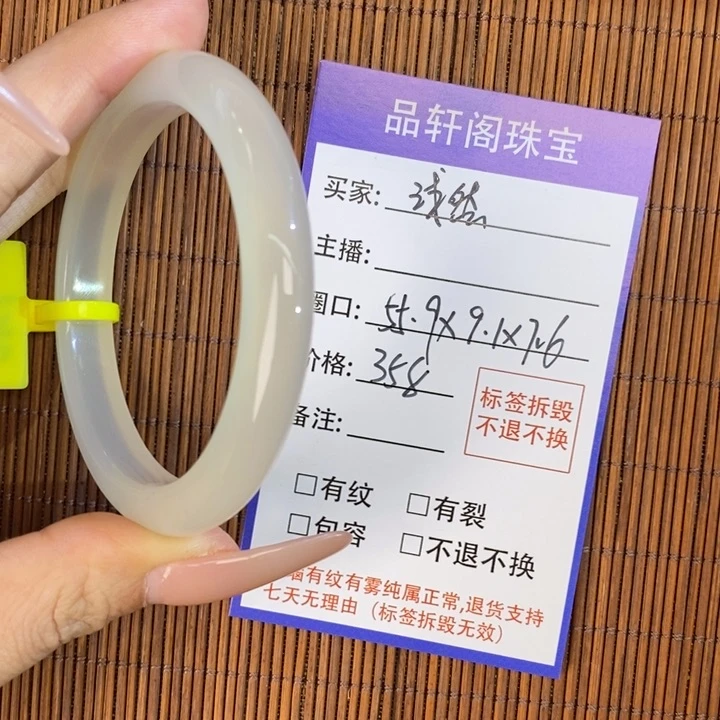 品轩阁珠宝
买家:
主播:
圈口: 55.9×9.1×7.6
价格: 358
备注:
标签拆毁
不退不换
□有纹 □有裂
□包容 □不退不换
有纹有雾纯属正常,退货支持
七天无理由(标签拆毁无效)